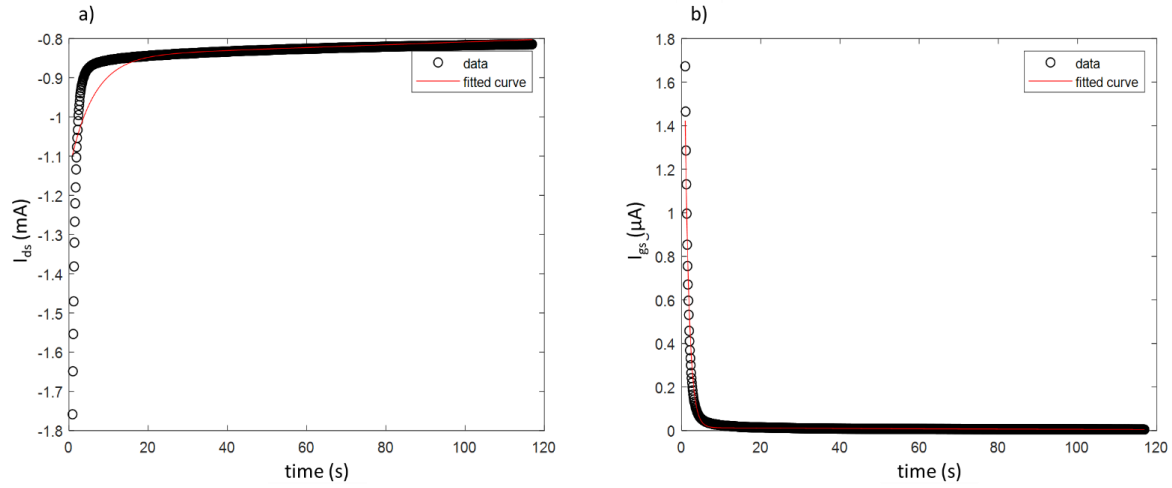 a)
-0.8
-0.9
-1
-1.1
-1.2
-1.3
-1.4
-1.5
-1.6
-1.7
-1.8
0 20 40 60 80 100 120
I_ds (mA)
time (s)
data
fitted curve
b)
1.8
1.6
1.4
1.2
1
0.8
0.6
0.4
0.2
0
0 20 40 60 80 100 120
I_gs (μA)
time (s)
data
fitted curve